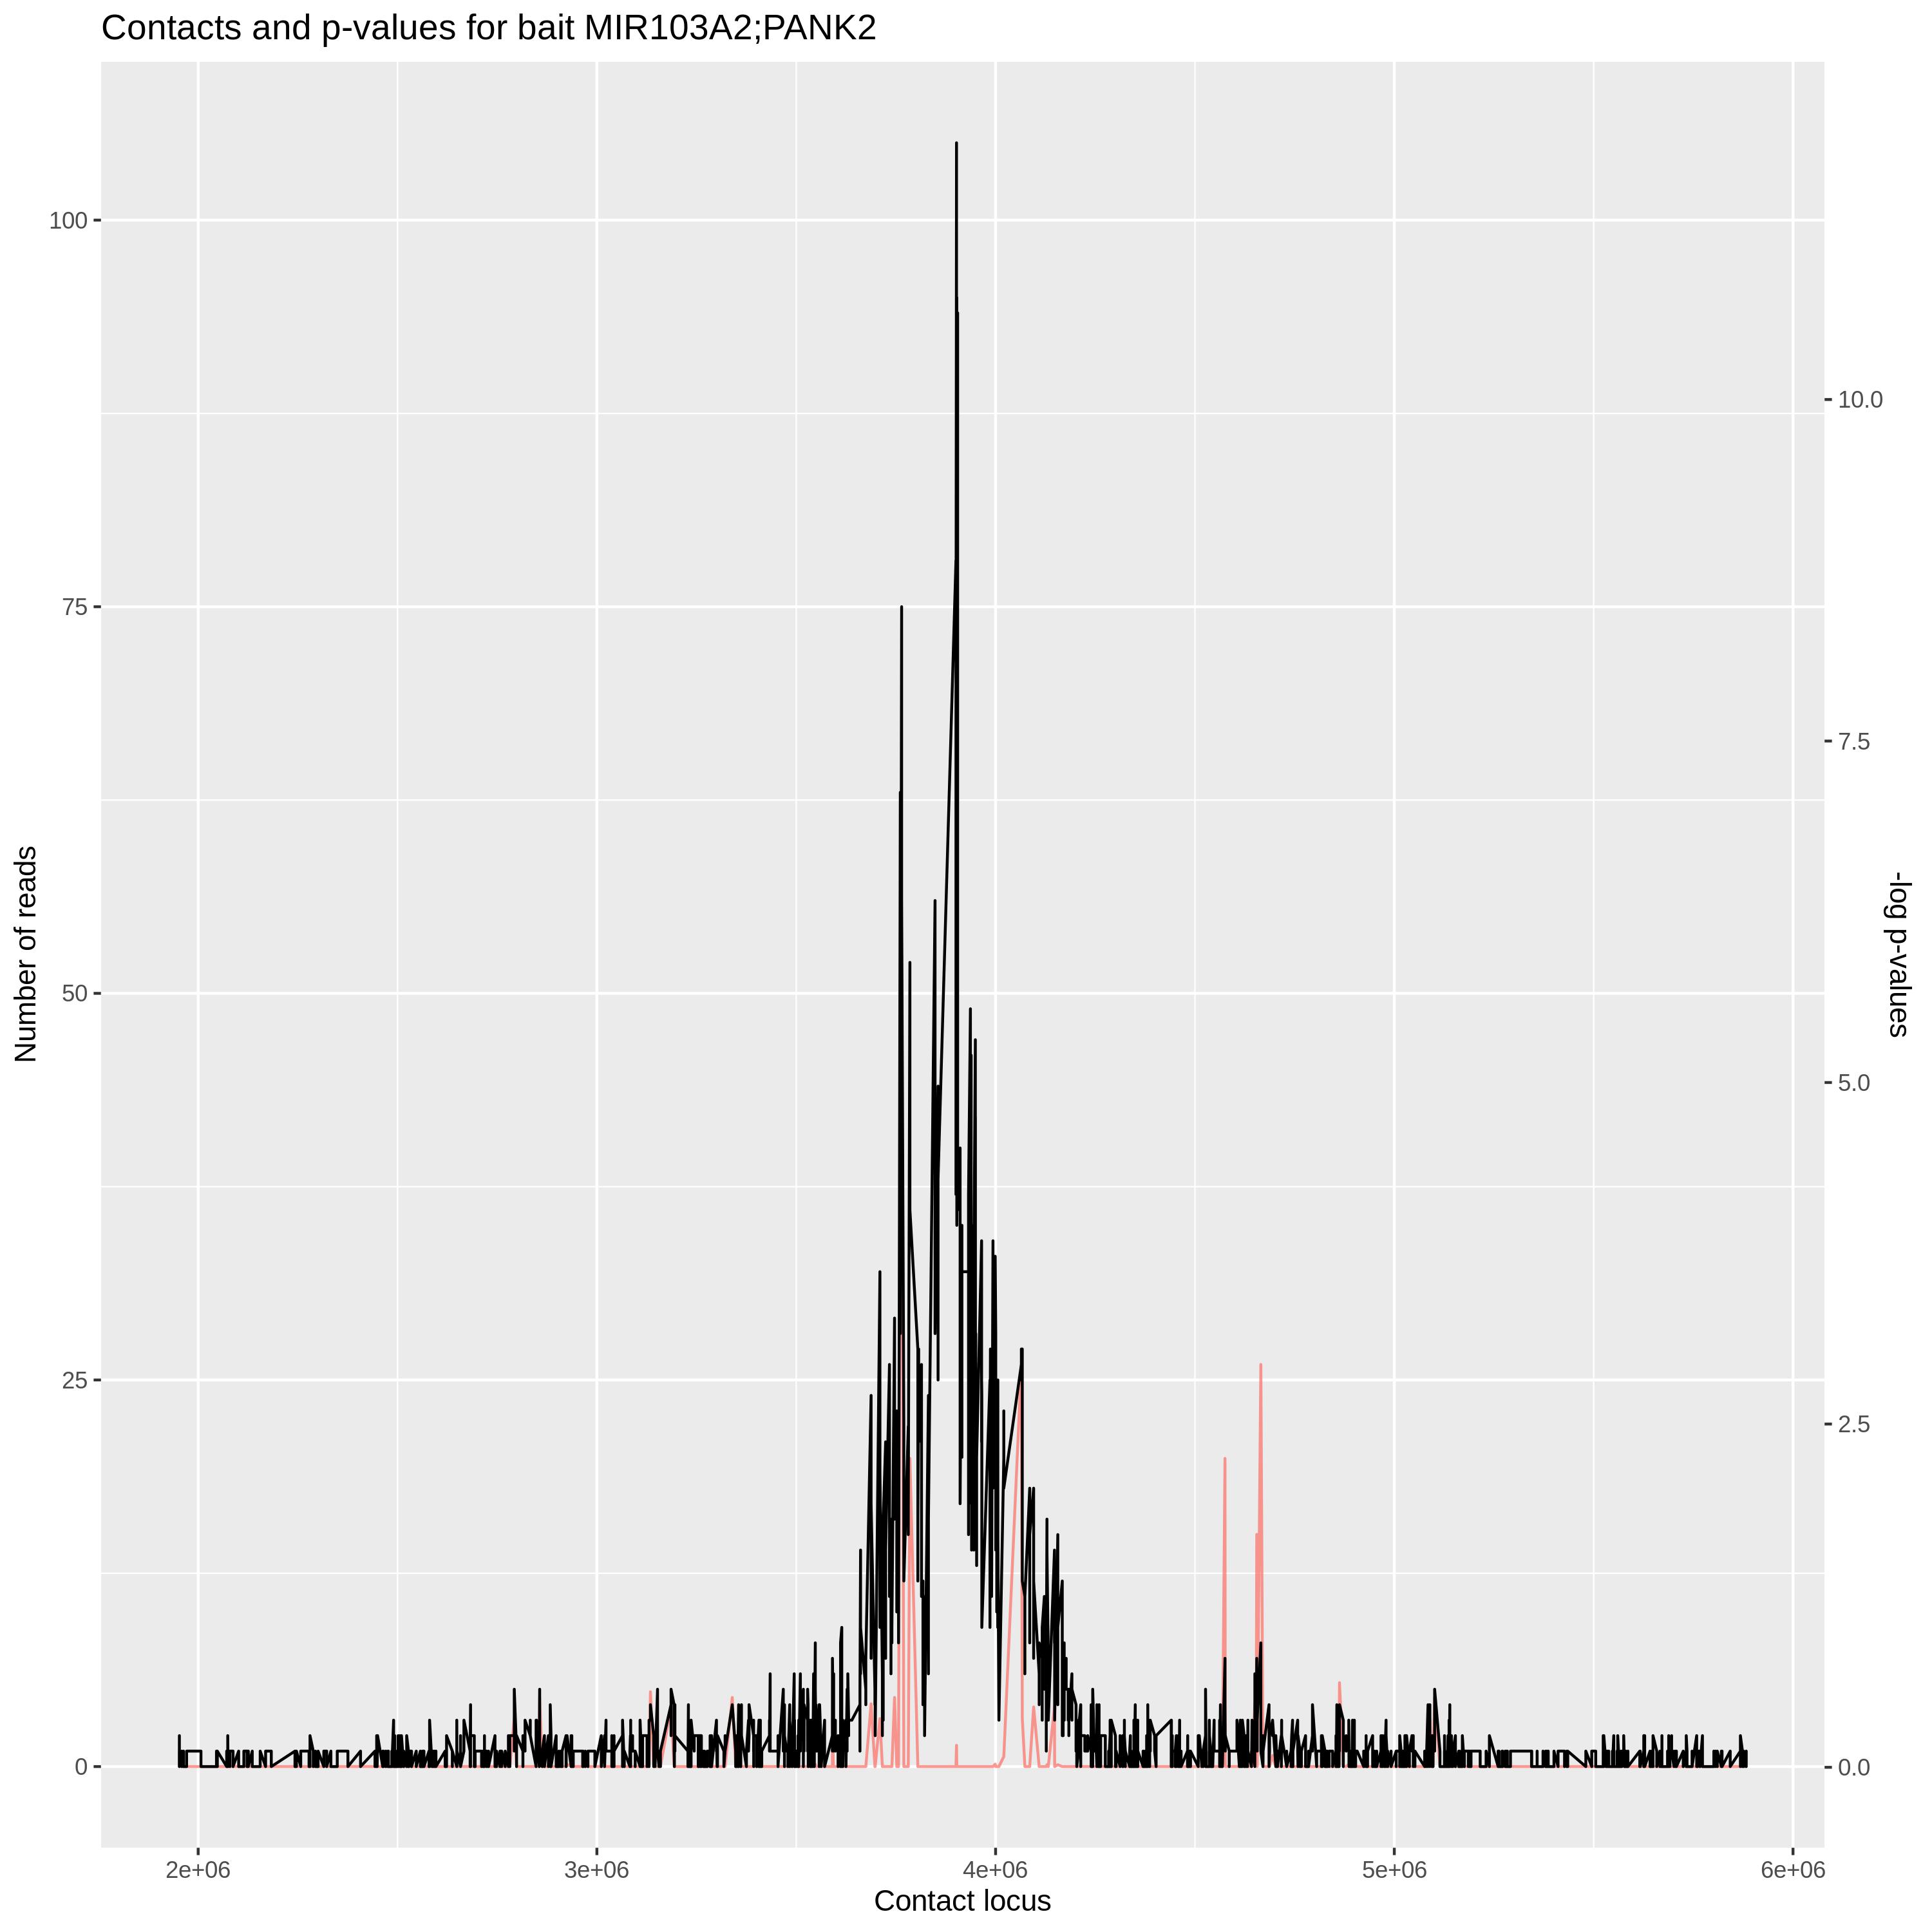 Contacts and p-values for bait MIR103A2;PANK2
100
75
50
25
0
Number of reads
10.0
7.5
5.0
2.5
0.0
-log p-values
2e+06
3e+06
4e+06
5e+06
6e+06
Contact locus